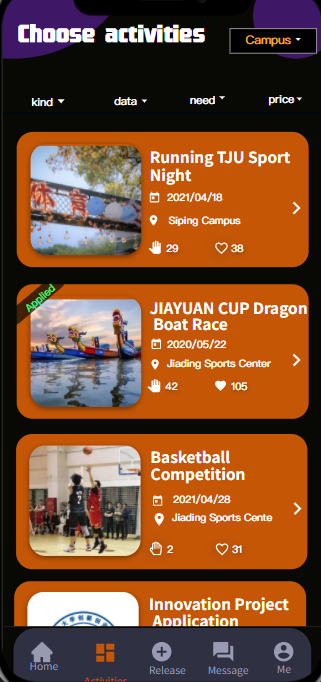 Choose activities
Campus
kind
data
need
price
体育
Running TJU Sport
Night
2021/04/18
Siping Campus
29
38
Applied
JIAYUAN CUP Dragon
Boat Race
2020/05/22
Jiading Sports Center
42
105
Basketball
Competition
2021/04/28
Jiading Sports Cente
2
31
Innovation Project
Application
Home
Activities
Release
Message
Me